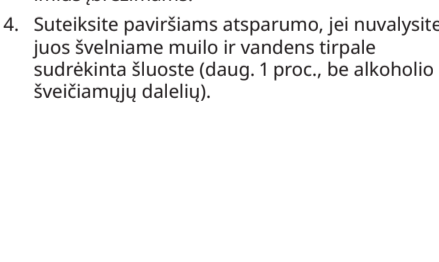 4. Suteiksite paviršiams atsparumo, jei nuvalysite
juos švelniame muilo ir vandens tirpale
sudrėkinta šluoste (daug. 1 proc., be alkoholio
šveičiamųjų dalelių).